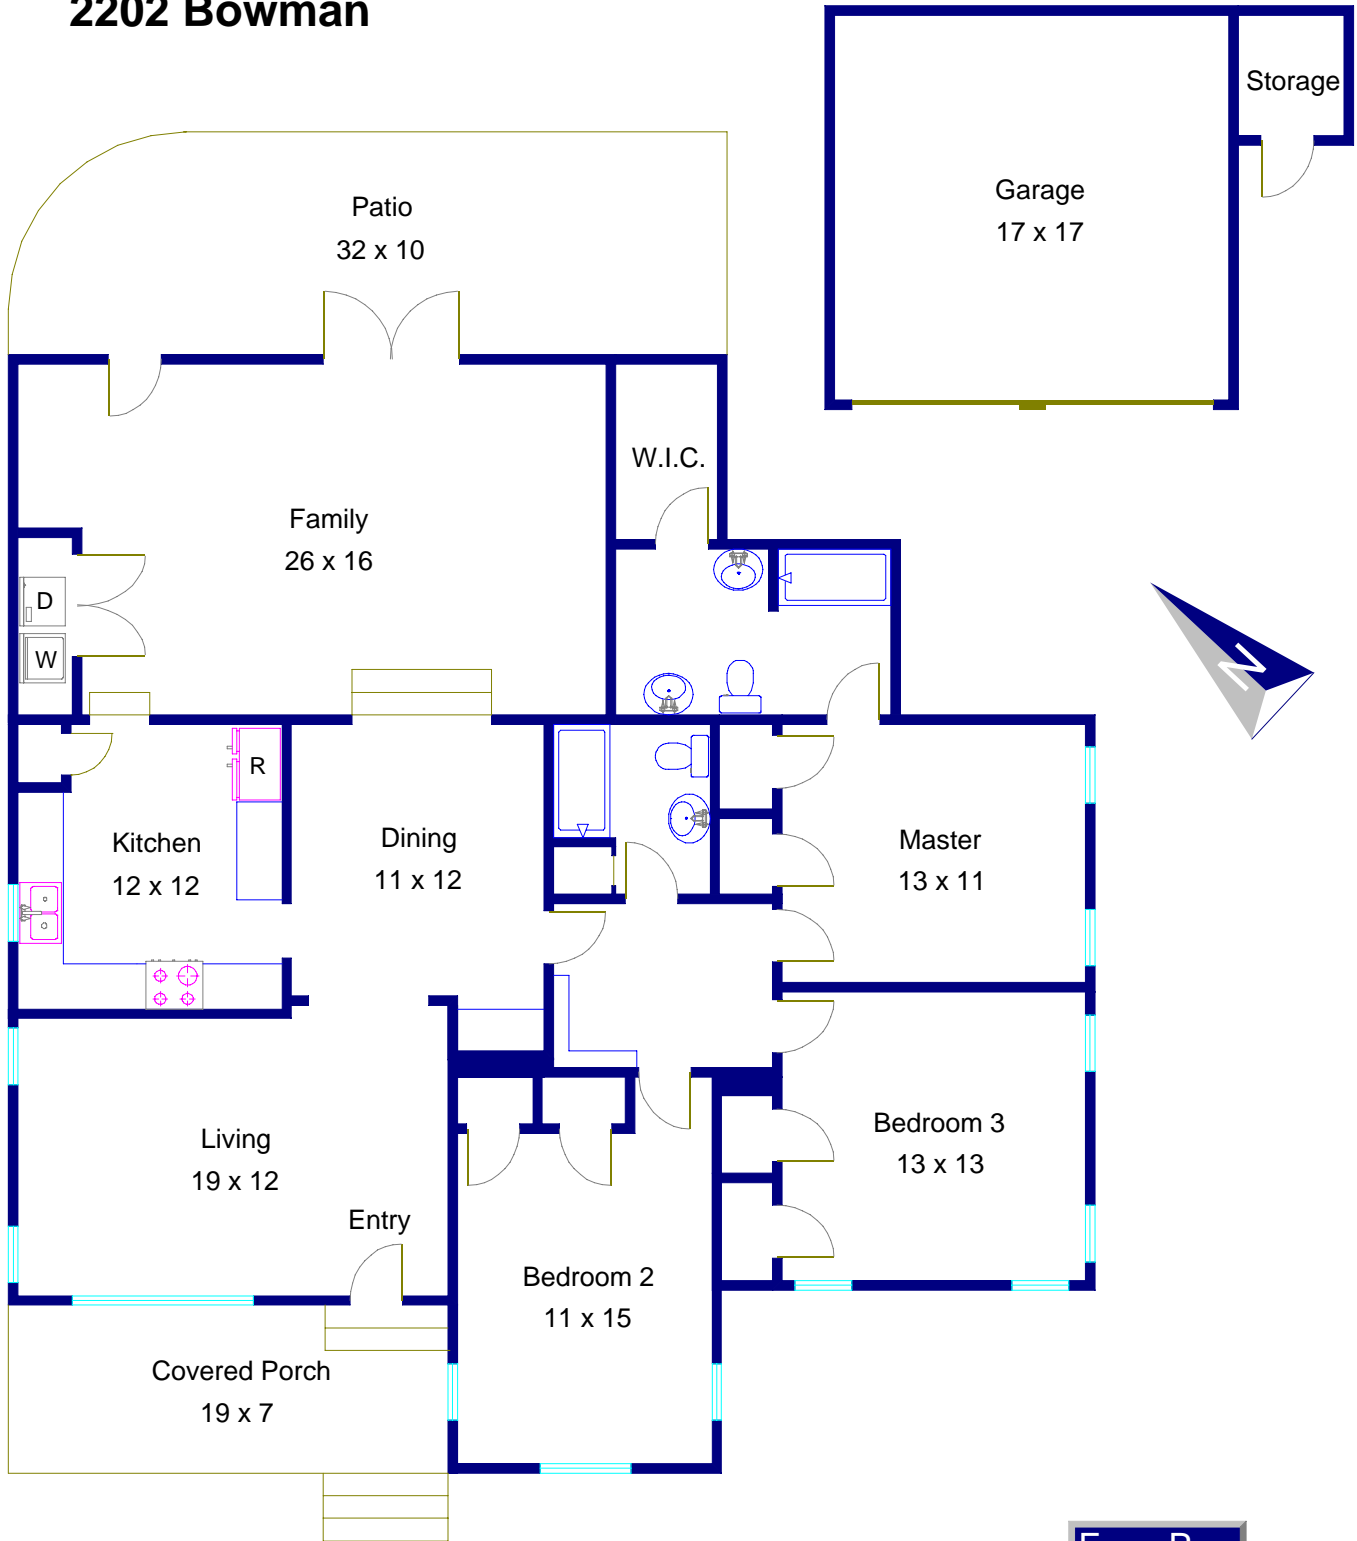 2202 Bowman
Storage
Garage
17 x 17
Patio
32 x 10
W.I.C.
Family
26 x 16
D
W
N
R
Kitchen
12 x 12
Dining
11 x 12
Master
13 x 11
Living
19 x 12
Bedroom 3
13 x 13
Entry
Bedroom 2
11 x 15
Covered Porch
19 x 7